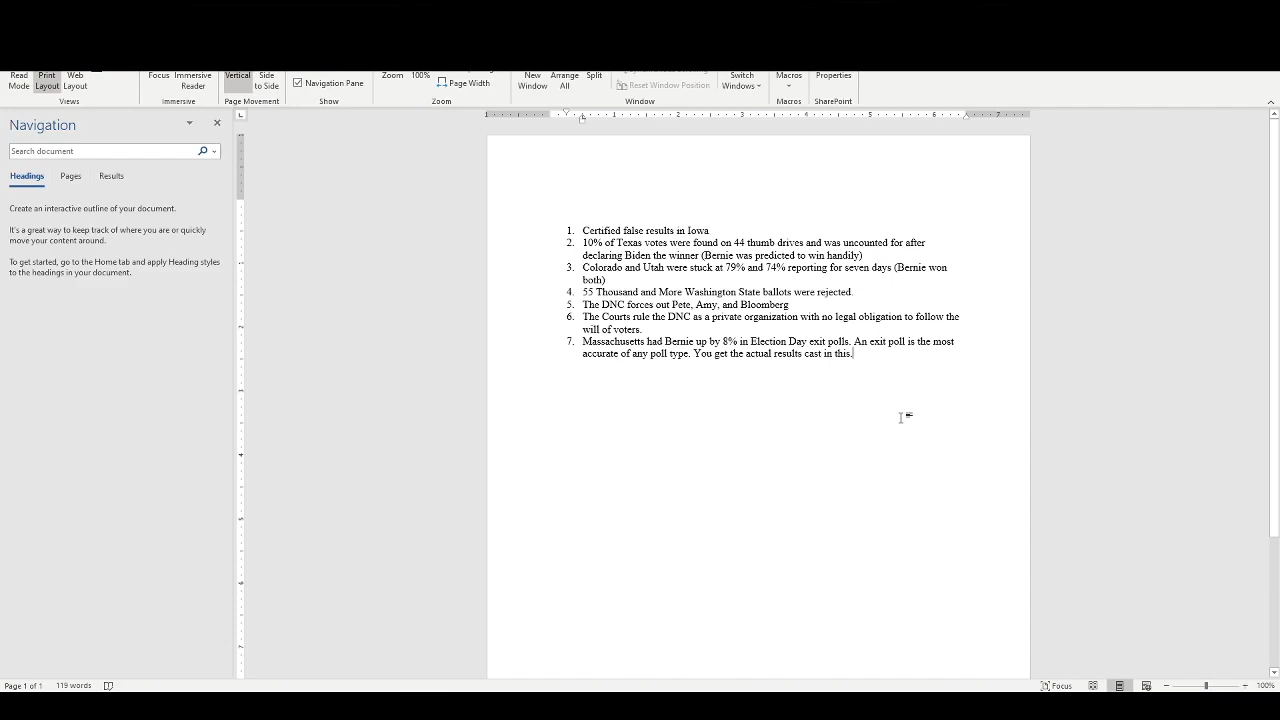 Read Print Web Focus Immersive Vertical Side Navigation Pane Zoom 100% Page Width New Arrange Split Switch Macros Properties
Mode Layout Layout Reader to Side Window All Reset Window Position Windows
Views Immersive Page Movement Show Zoom Window Macros SharePoint
Navigation
Search document
Headings Pages Results
Create an interactive outline of your document.
It's a great way to keep track of where you are or quickly
move your content around.
To get started, go to the Home tab and apply Heading styles
to the headings in your document.
1 1 2 3 4 5 6 7
1. Certified false results in Iowa
2. 10% of Texas votes were found on 44 thumb drives and was uncounted for after
declaring Biden the winner (Bernie was predicted to win handily)
3. Colorado and Utah were stuck at 79% and 74% reporting for seven days (Bernie won
both)
4. 55 Thousand and More Washington State ballots were rejected.
5. The DNC forces out Pete, Amy, and Bloomberg
6. The Courts rule the DNC as a private organization with no legal obligation to follow the
will of voters.
7. Massachusetts had Bernie up by 8% in Election Day exit polls. An exit poll is the most
accurate of any poll type. You get the actual results cast in this,
Page 1 of 1 119 words Focus 100%